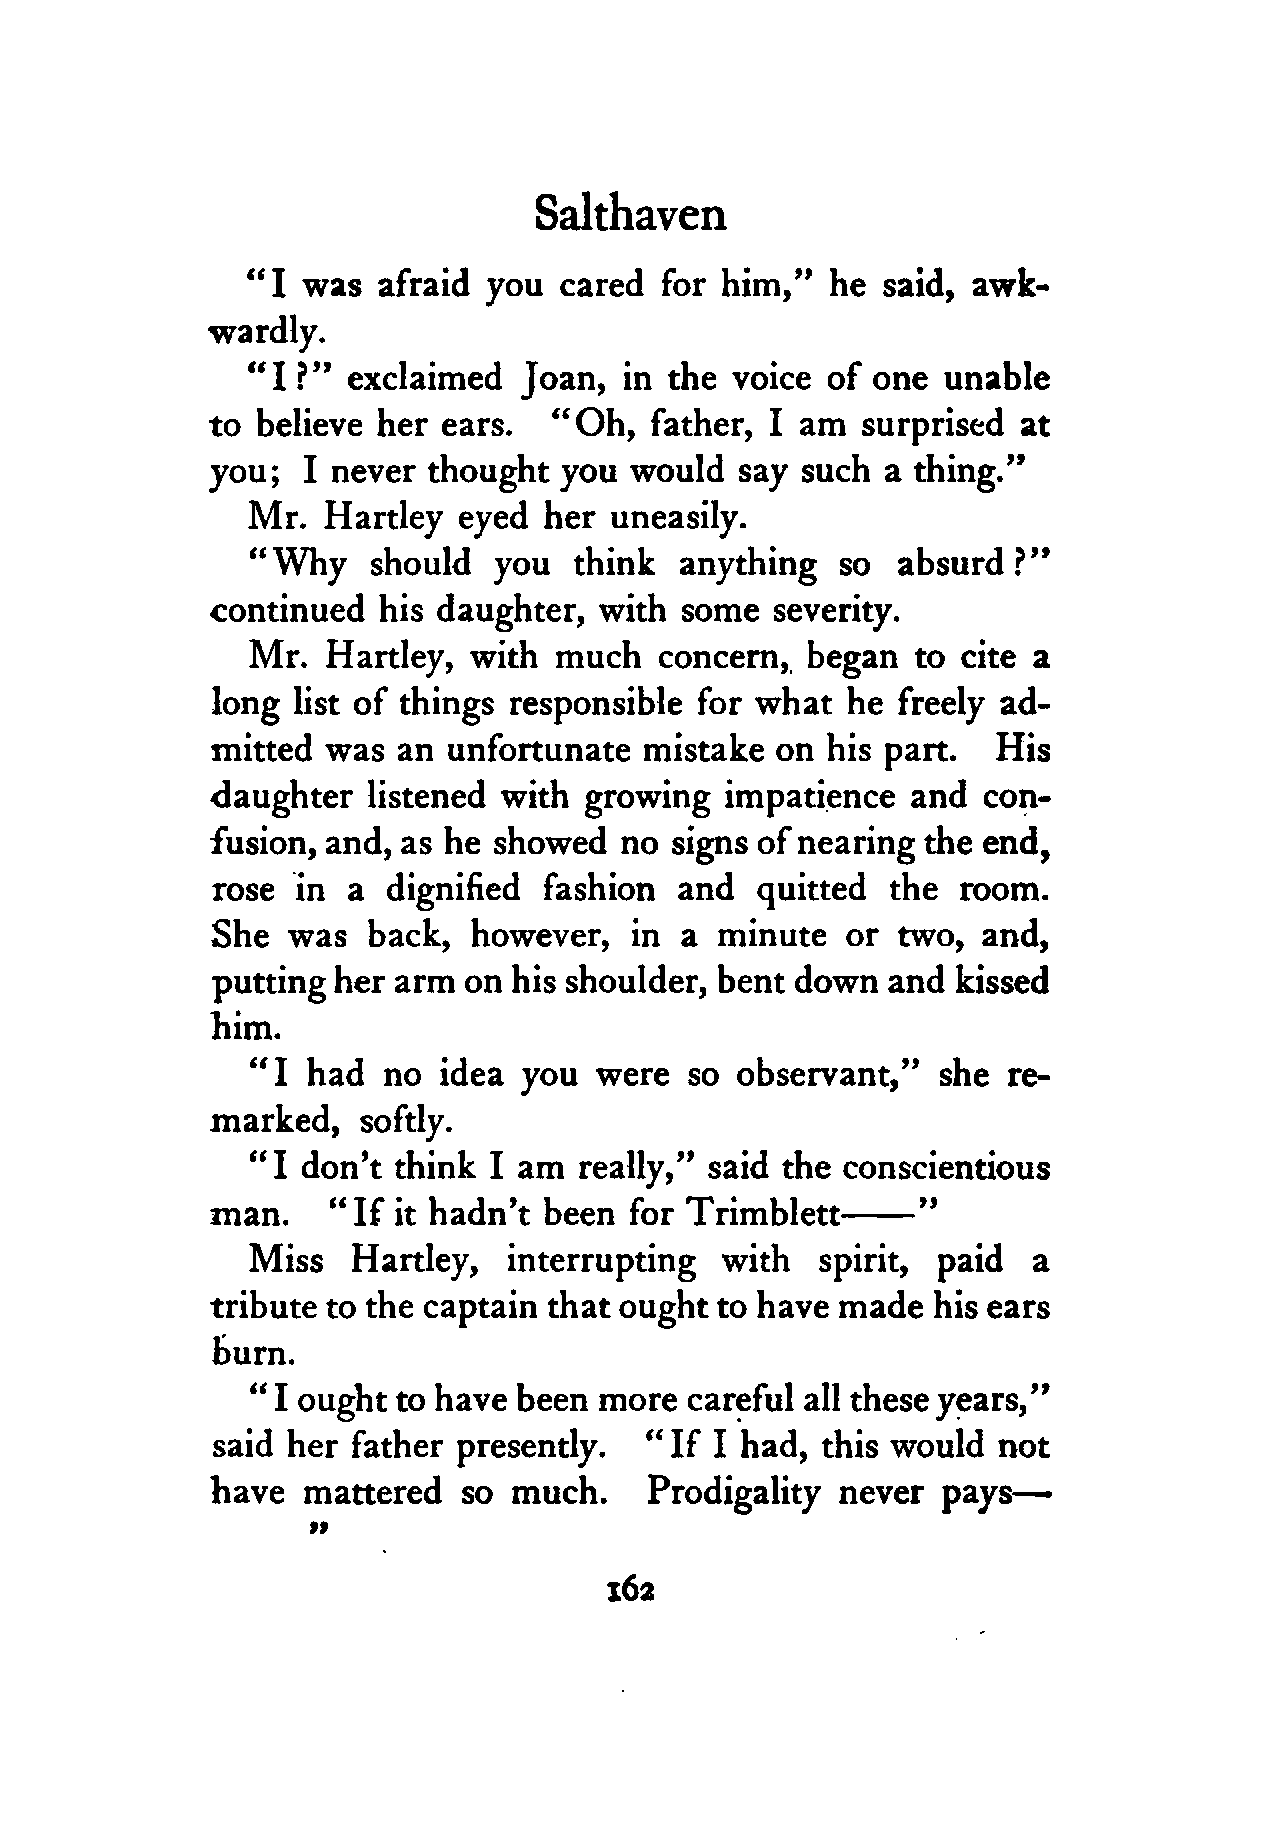 Salthaven
"I was afraid you cared for him," he said, awk-
wardly.
"I?" exclaimed Joan, in the voice of one unable
to believe her ears. "Oh, father, I am surprised at
you; I never thought you would say such a thing."
Mr. Hartley eyed her uneasily.
"Why should you think anything so absurd?"
continued his daughter, with some severity.
Mr. Hartley, with much concern, began to cite a
long list of things responsible for what he freely ad-
mitted was an unfortunate mistake on his part. His
daughter listened with growing impatience and con-
fusion, and, as he showed no signs of nearing the end,
rose in a dignified fashion and quitted the room.
She was back, however, in a minute or two, and,
putting her arm on his shoulder, bent down and kissed
him.
"I had no idea you were so observant," she re-
marked, softly.
"I don't think I am really," said the conscientious
man. "If it hadn't been for Trimblett——"
Miss Hartley, interrupting with spirit, paid a
tribute to the captain that ought to have made his ears
burn.
"I ought to have been more careful all these years,"
said her father presently. "If I had, this would not
have mattered so much. Prodigality never pays—
"
162